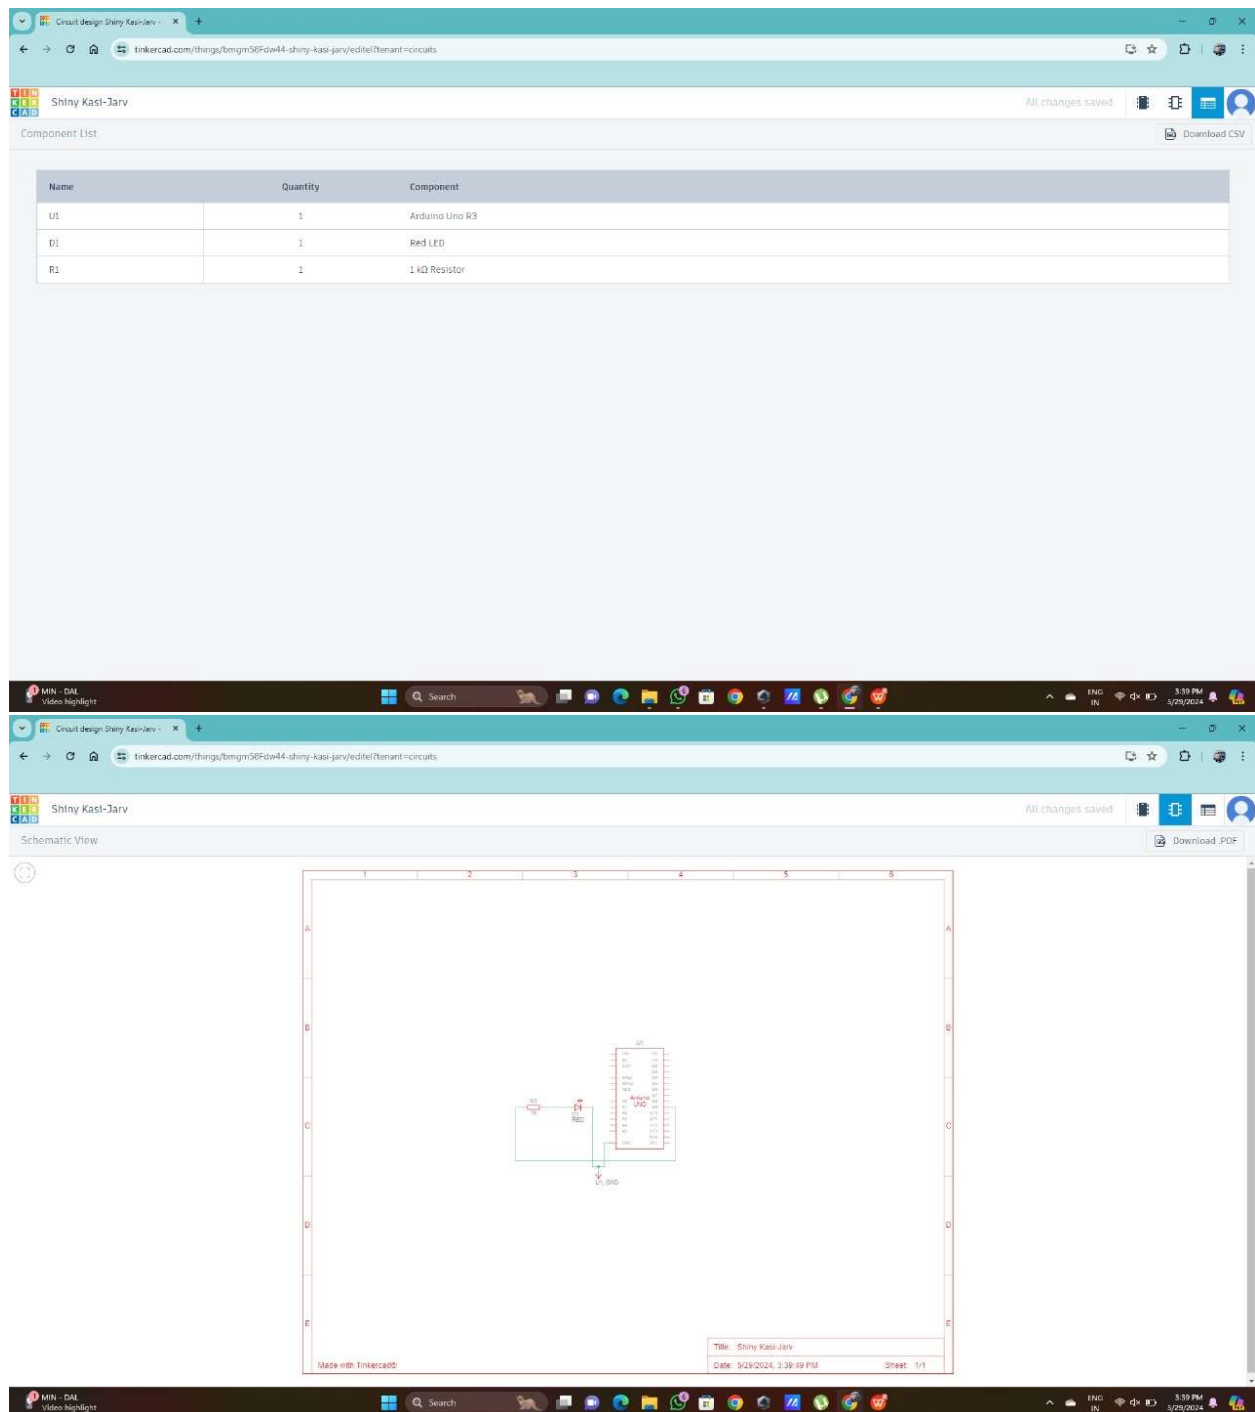 Circuit design Shiny Kasi-Jarv -
tinkercad.com/things/bmgm58Fdw44-shiny-kasi-jarv/editel?tenant=circuits
TIN
KER
CAD
Shiny Kasi-Jarv
All changes saved
Component List
Download CSV
Name Quantity Component
U1 1 Arduino Uno R3
D1 1 Red LED
R1 1 1 kΩ Resistor
MIN - DAL
Video highlight
Search
ENG
IN
3:39 PM
5/29/2024
Circuit design Shiny Kasi-Jarv -
tinkercad.com/things/bmgm58Fdw44-shiny-kasi-jarv/editel?tenant=circuits
TIN
KER
CAD
Shiny Kasi-Jarv
All changes saved
Schematic View
Download .PDF
1 2 3 4 5 6
A A
B B
U1
Arduino
UNO
R1
RED
C C
U1_GND
D D
E E
Title: Shiny Kasi-Jarv
Made with Tinkercad®
Date: 5/29/2024, 3:39:49 PM Sheet: 1/1
MIN - DAL
Video highlight
Search
ENG
IN
3:39 PM
5/29/2024